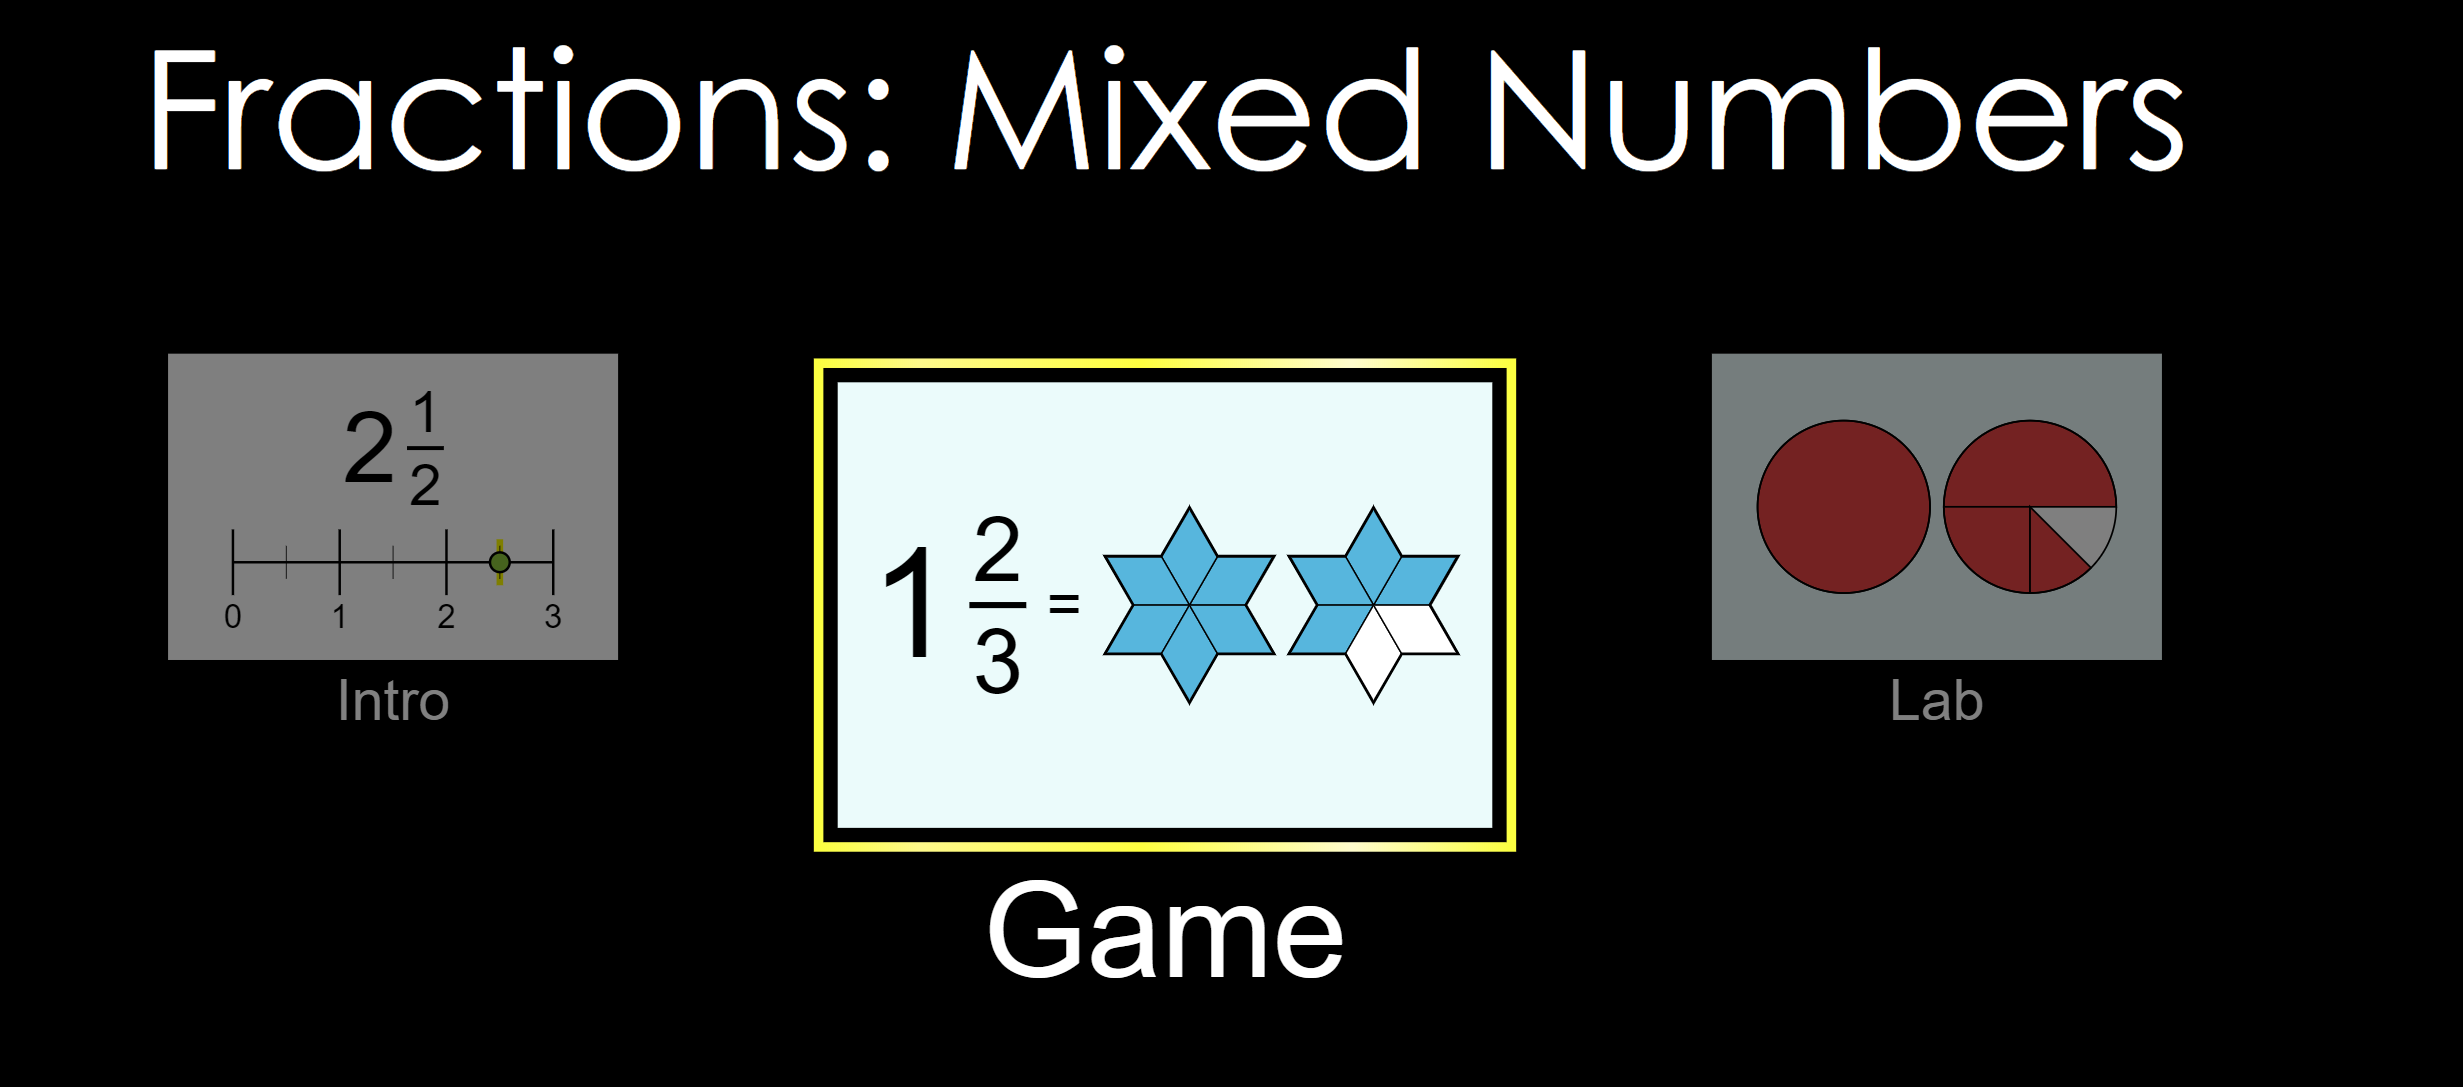 Fractions: Mixed Numbers
2 1/2
0 1 2 3
Intro
1 2/3 =
Game
Lab